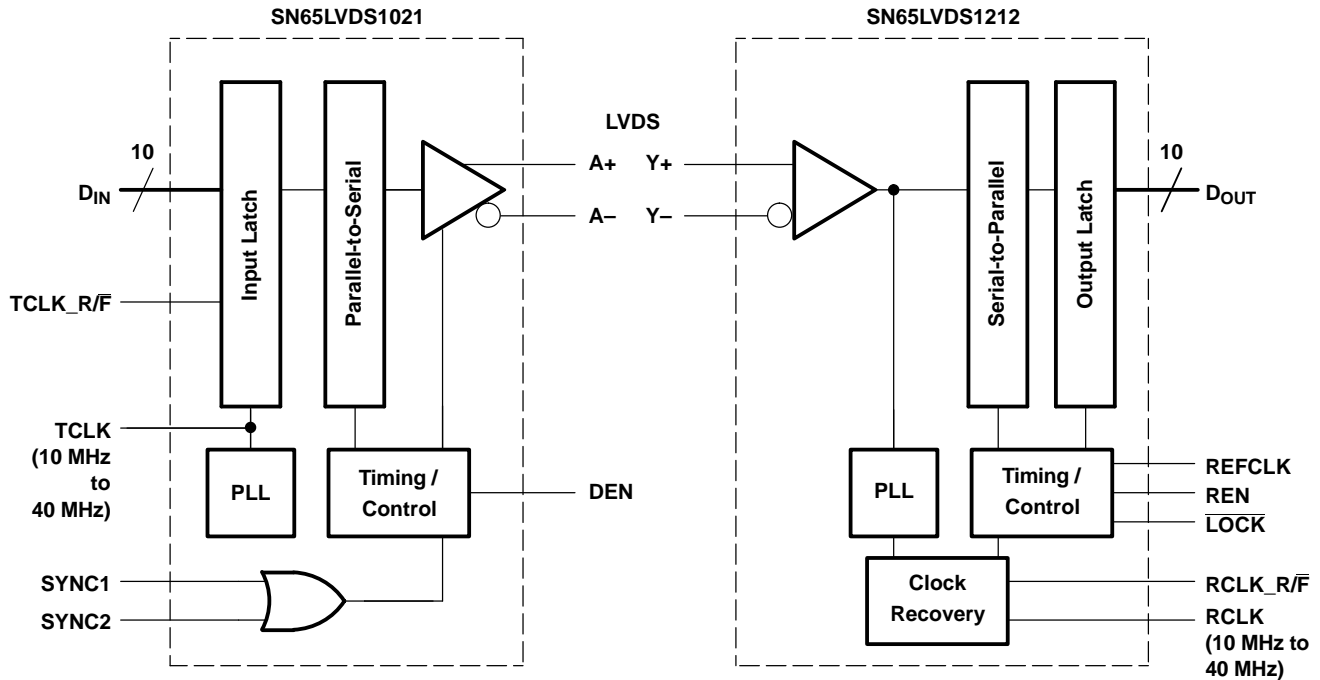 SN65LVDS1021
SN65LVDS1212
LVDS
10
DIN
A+
Y+
A–
Y–
10
DOUT
Input Latch
Parallel-to-Serial
Serial-to-Parallel
Output Latch
TCLK_R/F̅
TCLK
(10 MHz
to
40 MHz)
PLL
Timing /
Control
DEN
PLL
Timing /
Control
REFCLK
REN
L̅O̅C̅K̅
SYNC1
SYNC2
Clock
Recovery
RCLK_R/F̅
RCLK
(10 MHz to
40 MHz)